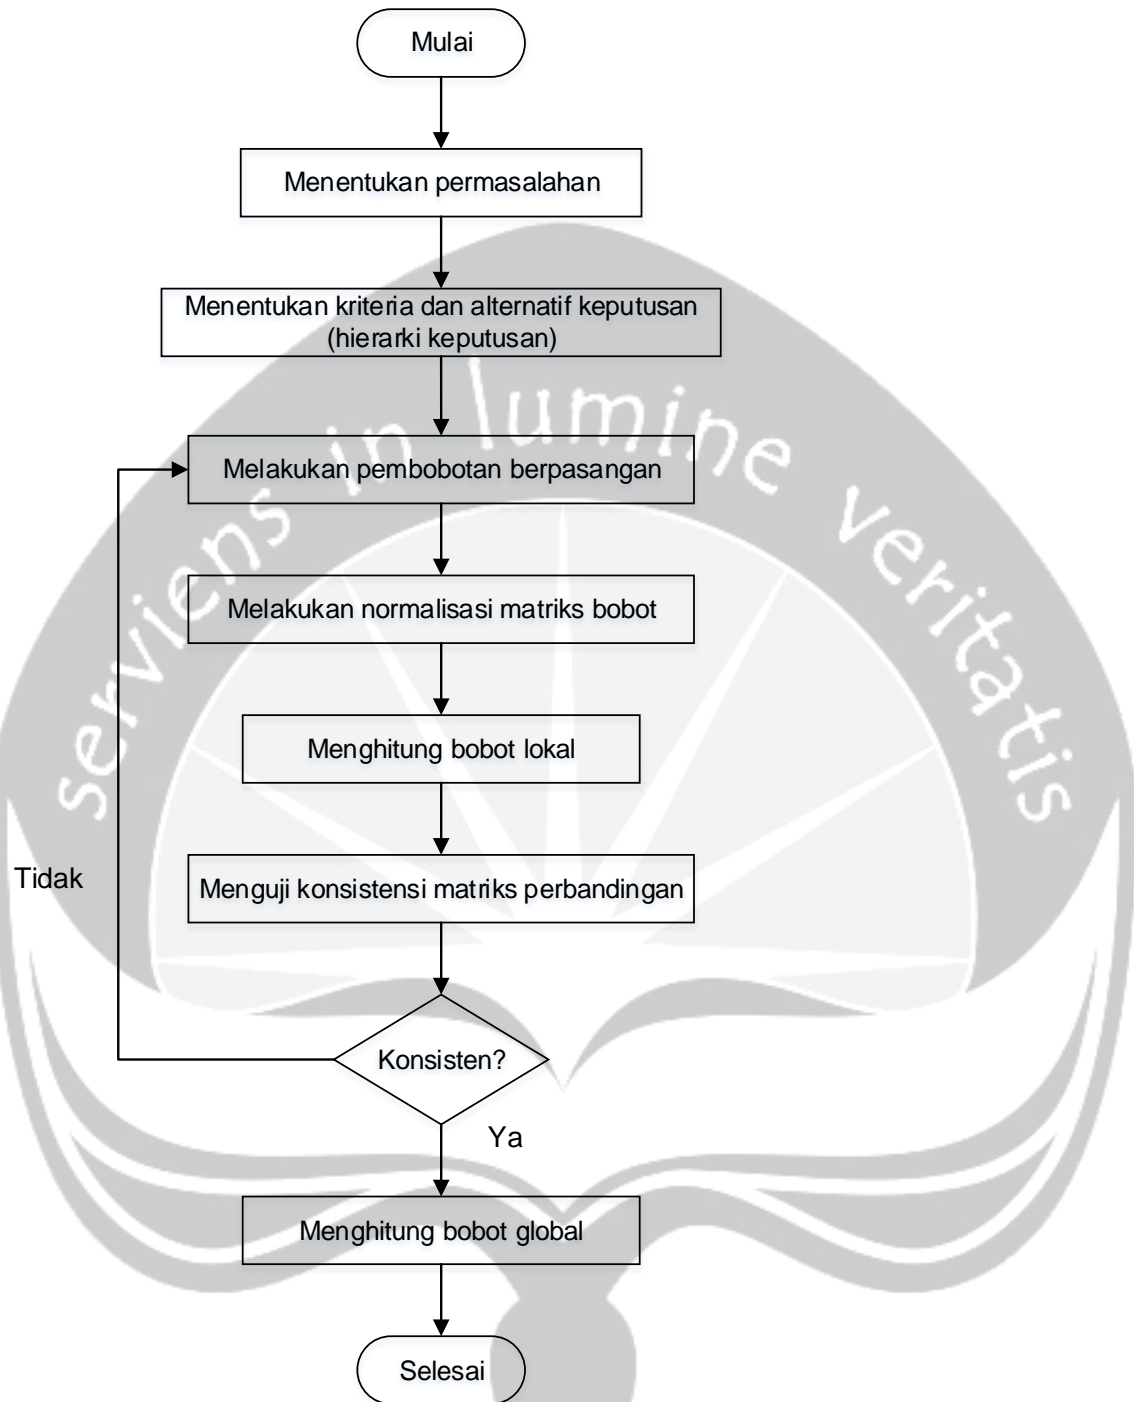 Mulai
Menentukan permasalahan
Menentukan kriteria dan alternatif keputusan
(hierarki keputusan)
serviens in lumine veritatis
Melakukan pembobotan berpasangan
Melakukan normalisasi matriks bobot
Menghitung bobot lokal
Tidak
Menguji konsistensi matriks perbandingan
Konsisten?
Ya
Menghitung bobot global
Selesai